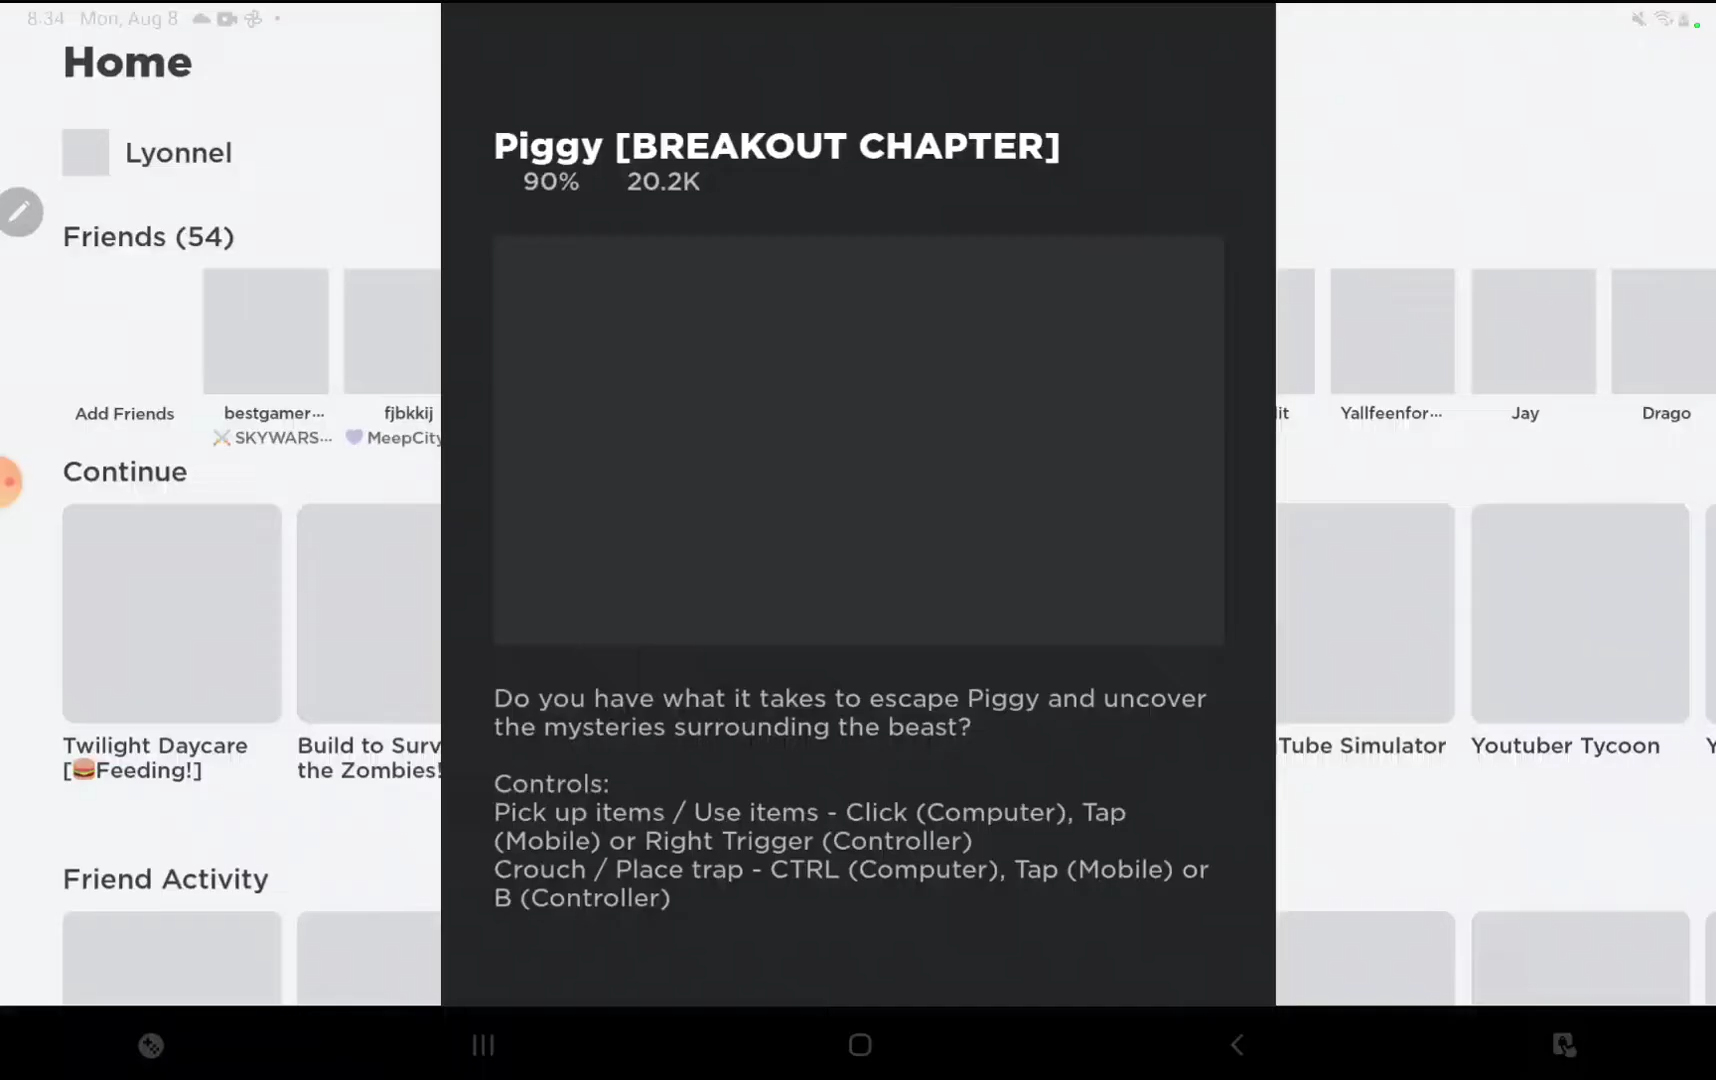 8:34 Mon, Aug 8
Home
Lyonnel
Friends (54)
Add Friends
bestgamer...
SKYWARS...
fjbkkij
MeepCity
lit
Yallfeenfor...
Jay
Drago
Continue
Twilight Daycare
[🍔Feeding!]
Build to Surv
the Zombies!
Tube Simulator
Youtuber Tycoon
Y
Friend Activity
Piggy [BREAKOUT CHAPTER]
90% 20.2K
Do you have what it takes to escape Piggy and uncover
the mysteries surrounding the beast?
Controls:
Pick up items / Use items - Click (Computer), Tap
(Mobile) or Right Trigger (Controller)
Crouch / Place trap - CTRL (Computer), Tap (Mobile) or
B (Controller)